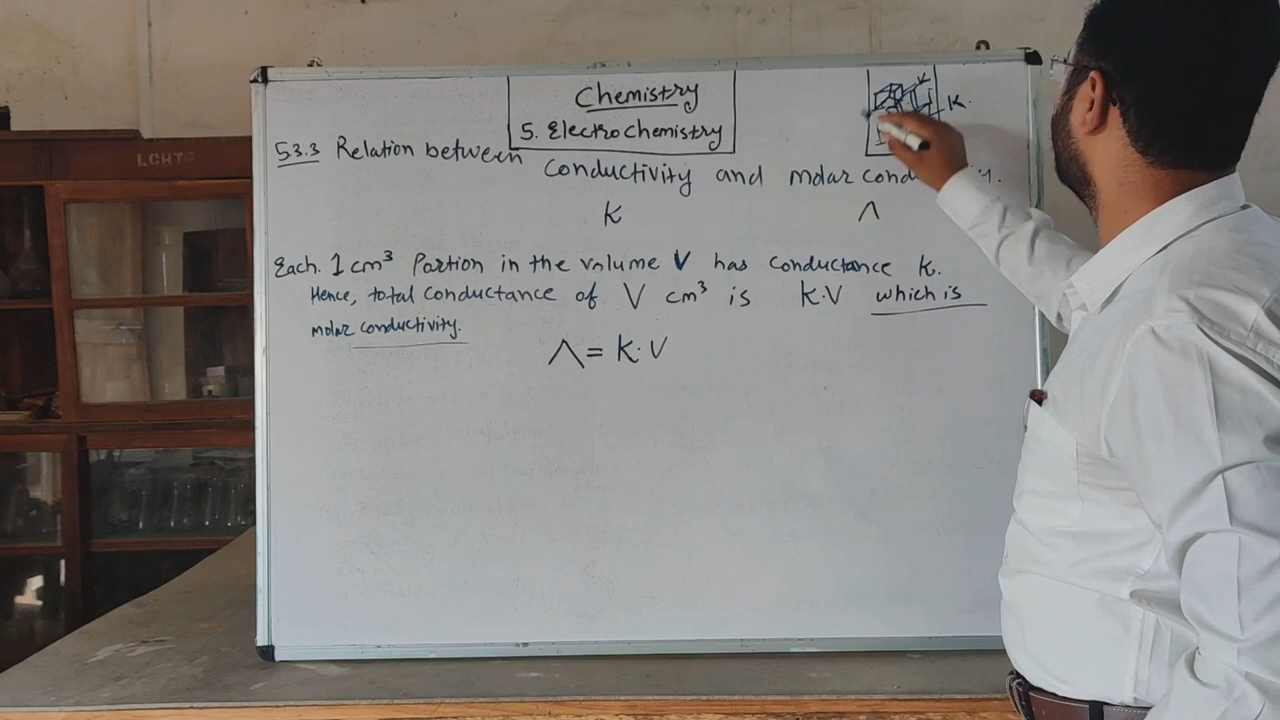 LCHT
Chemistry
5. Electrochemistry
5.3.3 Relation between
Conductivity and molar cond
K Λ
K.
Each. 1 cm³ Portion in the volume V has conductance K.
Hence, total conductance of V cm³ is K·V which is
molar conductivity.
Λ = K·V